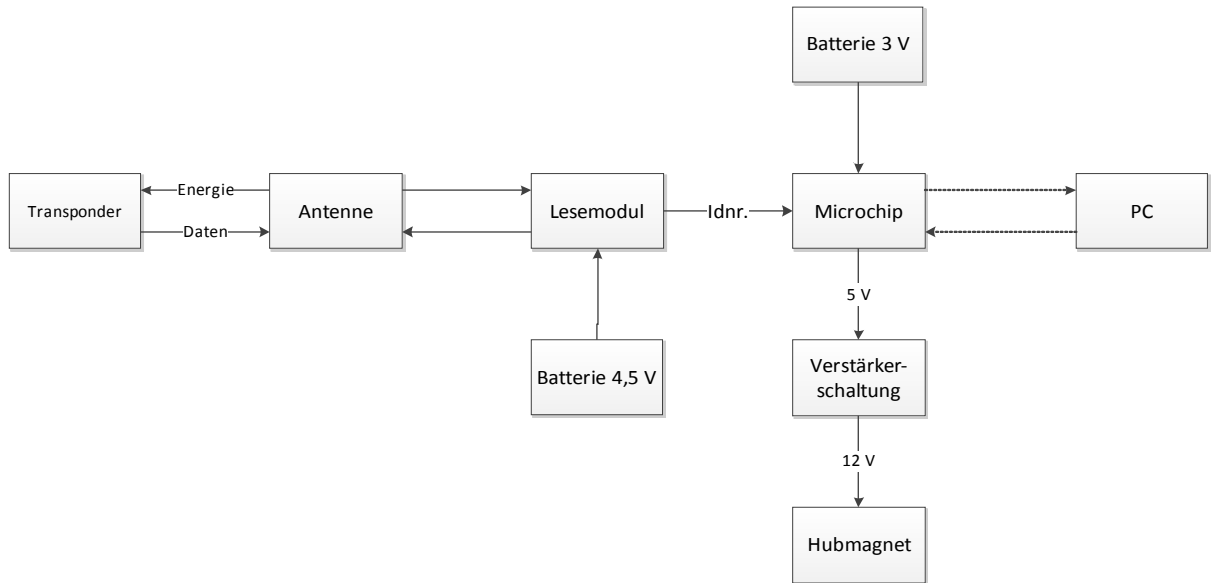 Batterie 3 V
Transponder
Energie
Daten
Antenne
Lesemodul
Idnr.
Microchip
PC
Batterie 4,5 V
5 V
Verstärker-
schaltung
12 V
Hubmagnet